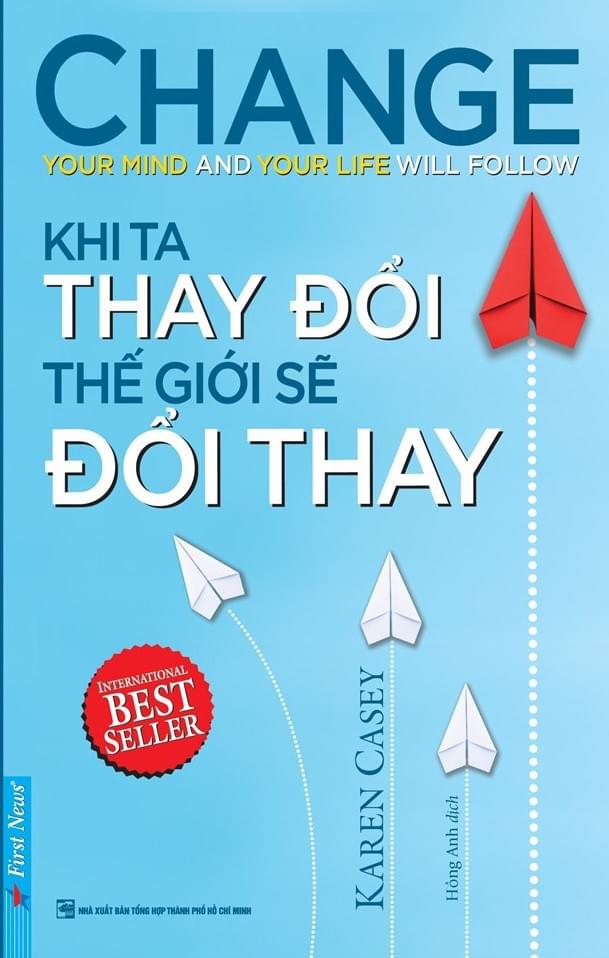 CHANGE
YOUR MIND AND YOUR LIFE WILL FOLLOW
KHI TA
THAY ĐỔI
THẾ GIỚI SẼ
ĐỔI THAY
INTERNATIONAL
BEST
SELLER
KAREN CASEY
Hồng Anh dịch
First News®
NHÀ XUẤT BẢN TỔNG HỢP THÀNH PHỐ HỒ CHÍ MINH